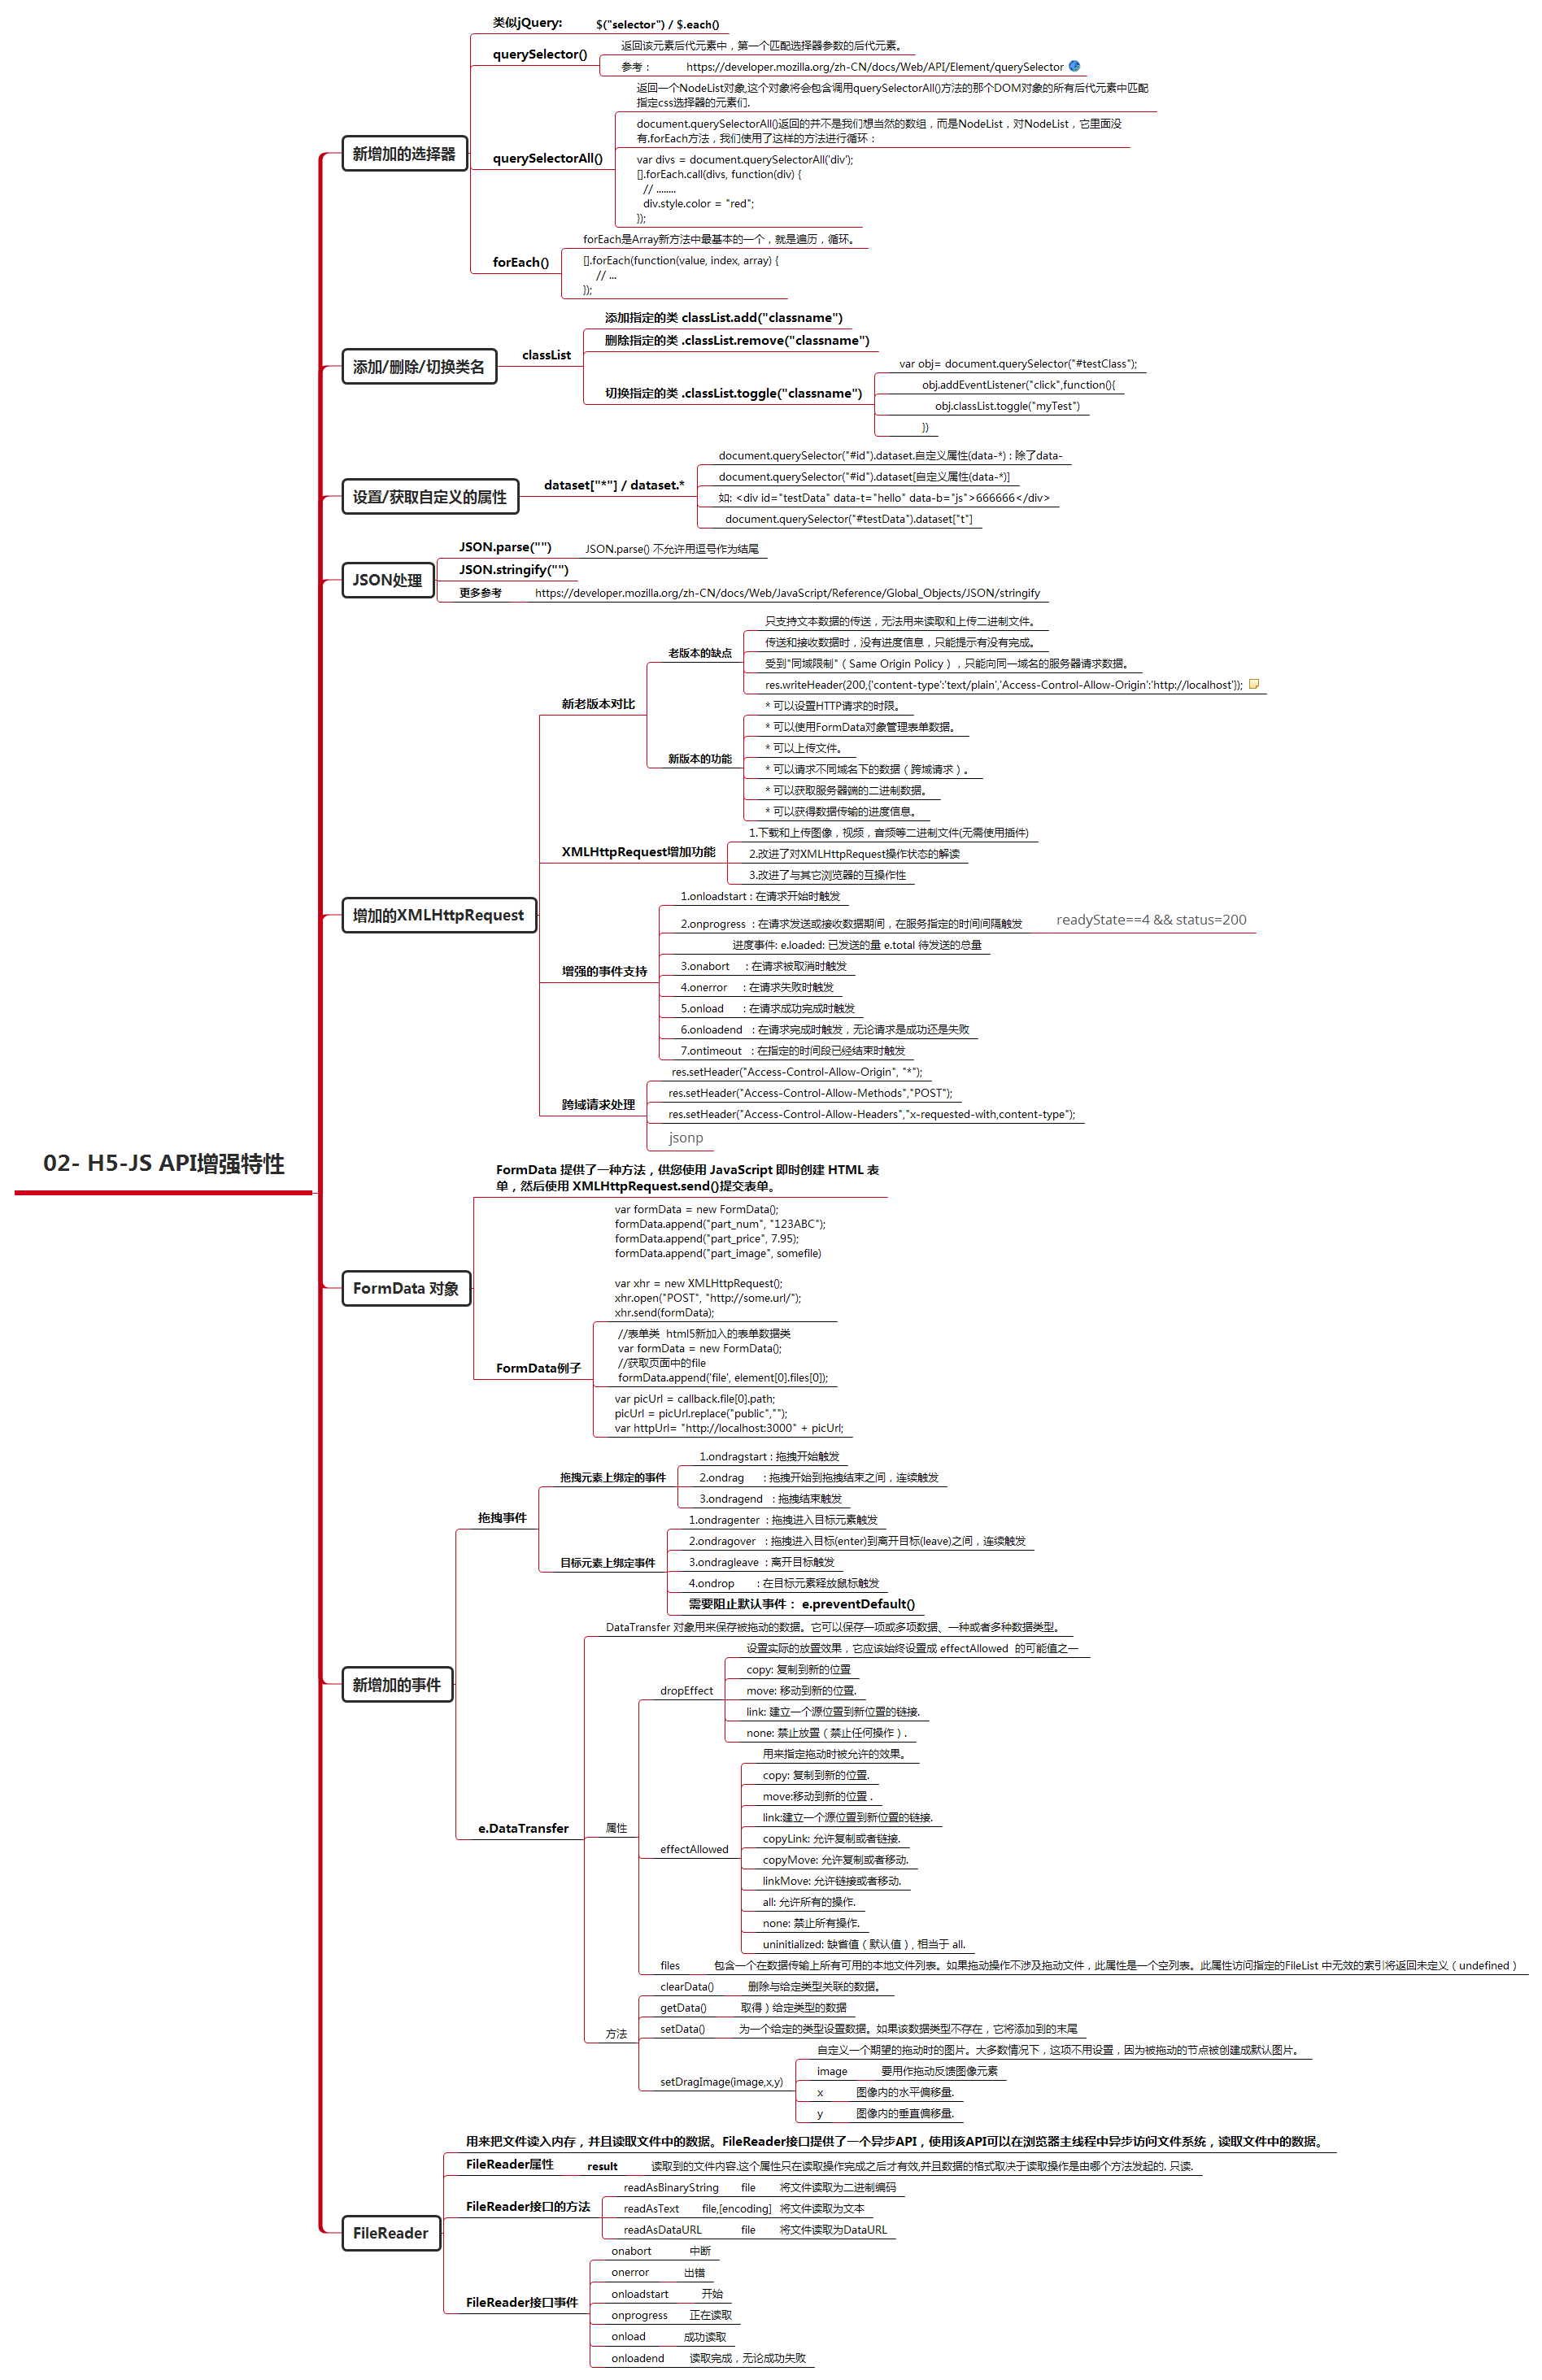 02- H5-JS API增强特性
新增加的选择器
类似jQuery: $("selector") / $.each()
querySelector()
返回该元素后代元素中，第一个匹配选择器参数的后代元素。
参考： https://developer.mozilla.org/zh-CN/docs/Web/API/Element/querySelector
querySelectorAll()
返回一个NodeList对象,这个对象将会包含调用querySelectorAll()方法的那个DOM对象的所有后代元素中匹配
指定css选择器的元素们.
document.querySelectorAll()返回的并不是我们想当然的数组，而是NodeList，对NodeList，它里面没
有.forEach方法，我们使用了这样的方法进行循环：
var divs = document.querySelectorAll('div');
[].forEach.call(divs, function(div) {
// ........
div.style.color = "red";
});
forEach()
forEach是Array新方法中最基本的一个，就是遍历，循环。
[].forEach(function(value, index, array) {
// ...
});
添加/删除/切换类名
classList
添加指定的类 classList.add("classname")
删除指定的类 .classList.remove("classname")
切换指定的类 .classList.toggle("classname")
var obj= document.querySelector("#testClass");
obj.addEventListener("click",function(){
obj.classList.toggle("myTest")
})
设置/获取自定义的属性
dataset["*"] / dataset.*
document.querySelector("#id").dataset.自定义属性(data-*) : 除了data-
document.querySelector("#id").dataset[自定义属性(data-*)]
如: <div id="testData" data-t="hello" data-b="js">666666</div>
document.querySelector("#testData").dataset["t"]
JSON处理
JSON.parse("") JSON.parse() 不允许用逗号作为结尾
JSON.stringify("")
更多参考 https://developer.mozilla.org/zh-CN/docs/Web/JavaScript/Reference/Global_Objects/JSON/stringify
增加的XMLHttpRequest
新老版本对比
老版本的缺点
只支持文本数据的传送，无法用来读取和上传二进制文件。
传送和接收数据时，没有进度信息，只能提示有没有完成。
受到"同域限制"（Same Origin Policy），只能向同一域名的服务器请求数据。
res.writeHeader(200,{'content-type':'text/plain','Access-Control-Allow-Origin':'http://localhost'});
新版本的功能
* 可以设置HTTP请求的时限。
* 可以使用FormData对象管理表单数据。
* 可以上传文件。
* 可以请求不同域名下的数据（跨域请求）。
* 可以获取服务器端的二进制数据。
* 可以获得数据传输的进度信息。
XMLHttpRequest增加功能
1.下载和上传图像，视频，音频等二进制文件(无需使用插件)
2.改进了对XMLHttpRequest操作状态的解读
3.改进了与其它浏览器的互操作性
增强的事件支持
1.onloadstart : 在请求开始时触发
2.onprogress : 在请求发送或接收数据期间，在服务指定的时间间隔触发 readyState==4 && status=200
进度事件: e.loaded: 已发送的量 e.total 待发送的总量
3.onabort : 在请求被取消时触发
4.onerror : 在请求失败时触发
5.onload : 在请求成功完成时触发
6.onloadend : 在请求完成时触发，无论请求是成功还是失败
7.ontimeout : 在指定的时间段已经结束时触发
跨域请求处理
res.setHeader("Access-Control-Allow-Origin", "*");
res.setHeader("Access-Control-Allow-Methods","POST");
res.setHeader("Access-Control-Allow-Headers","x-requested-with,content-type");
jsonp
FormData 对象
FormData 提供了一种方法，供您使用 JavaScript 即时创建 HTML 表
单，然后使用 XMLHttpRequest.send()提交表单。
FormData例子
var formData = new FormData();
formData.append("part_num", "123ABC");
formData.append("part_price", 7.95);
formData.append("part_image", somefile)
var xhr = new XMLHttpRequest();
xhr.open("POST", "http://some.url/");
xhr.send(formData);
//表单类 html5新加入的表单数据类
var formData = new FormData();
//获取页面中的file
formData.append('file', element[0].files[0]);
var picUrl = callback.file[0].path;
picUrl = picUrl.replace("public","");
var httpUrl= "http://localhost:3000" + picUrl;
新增加的事件
拖拽事件
拖拽元素上绑定的事件
1.ondragstart : 拖拽开始触发
2.ondrag : 拖拽开始到拖拽结束之间，连续触发
3.ondragend : 拖拽结束触发
目标元素上绑定事件
1.ondragenter : 拖拽进入目标元素触发
2.ondragover : 拖拽进入目标(enter)到离开目标(leave)之间，连续触发
3.ondragleave : 离开目标触发
4.ondrop : 在目标元素释放鼠标触发
需要阻止默认事件： e.preventDefault()
e.DataTransfer
DataTransfer 对象用来保存被拖动的数据。它可以保存一项或多项数据、一种或者多种数据类型。
属性
dropEffect
设置实际的放置效果，它应该始终设置成 effectAllowed 的可能值之一
copy: 复制到新的位置
move: 移动到新的位置.
link: 建立一个源位置到新位置的链接.
none: 禁止放置（禁止任何操作）.
effectAllowed
用来指定拖动时被允许的效果。
copy: 复制到新的位置.
move:移动到新的位置 .
link:建立一个源位置到新位置的链接.
copyLink: 允许复制或者链接.
copyMove: 允许复制或者移动.
linkMove: 允许链接或者移动.
all: 允许所有的操作.
none: 禁止所有操作.
uninitialized: 缺省值（默认值）, 相当于 all.
files 包含一个在数据传输上所有可用的本地文件列表。如果拖动操作不涉及拖动文件，此属性是一个空列表。此属性访问指定的FileList 中无效的索引将返回未定义（undefined）
方法
clearData() 删除与给定类型关联的数据。
getData() 取得）给定类型的数据
setData() 为一个给定的类型设置数据。如果该数据类型不存在，它将添加到的末尾
setDragImage(image,x,y)
自定义一个期望的拖动时的图片。大多数情况下，这项不用设置，因为被拖动的节点被创建成默认图片。
image 要用作拖动反馈图像元素
x 图像内的水平偏移量.
y 图像内的垂直偏移量.
FileReader
用来把文件读入内存，并且读取文件中的数据。FileReader接口提供了一个异步API，使用该API可以在浏览器主线程中异步访问文件系统，读取文件中的数据。
FileReader属性 result 读取到的文件内容.这个属性只在读取操作完成之后才有效,并且数据的格式取决于读取操作是由哪个方法发起的. 只读.
FileReader接口的方法
readAsBinaryString file 将文件读取为二进制编码
readAsText file,[encoding] 将文件读取为文本
readAsDataURL file 将文件读取为DataURL
FileReader接口事件
onabort 中断
onerror 出错
onloadstart 开始
onprogress 正在读取
onload 成功读取
onloadend 读取完成，无论成功失败